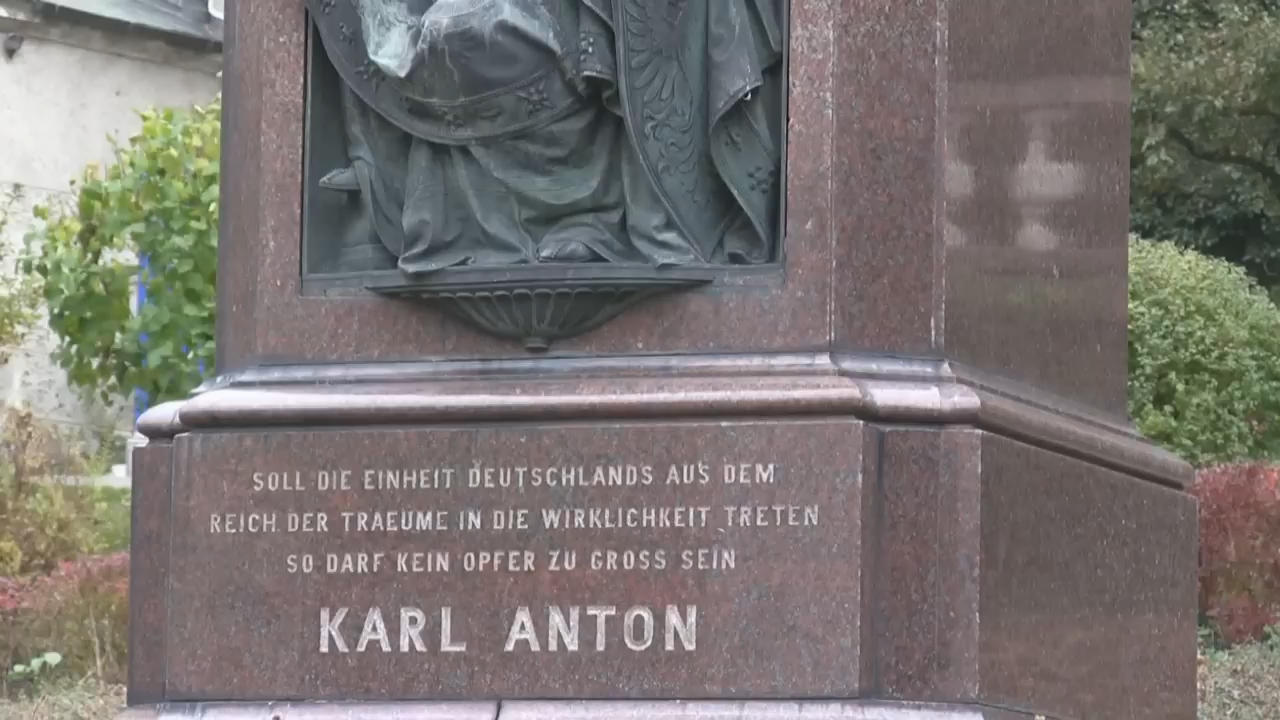 SOLL DIE EINHEIT DEUTSCHLANDS AUS DEM
REICH DER TRAEUME IN DIE WIRKLICHKEIT TRETEN
SO DARF KEIN OPFER ZU GROSS SEIN
KARL ANTON